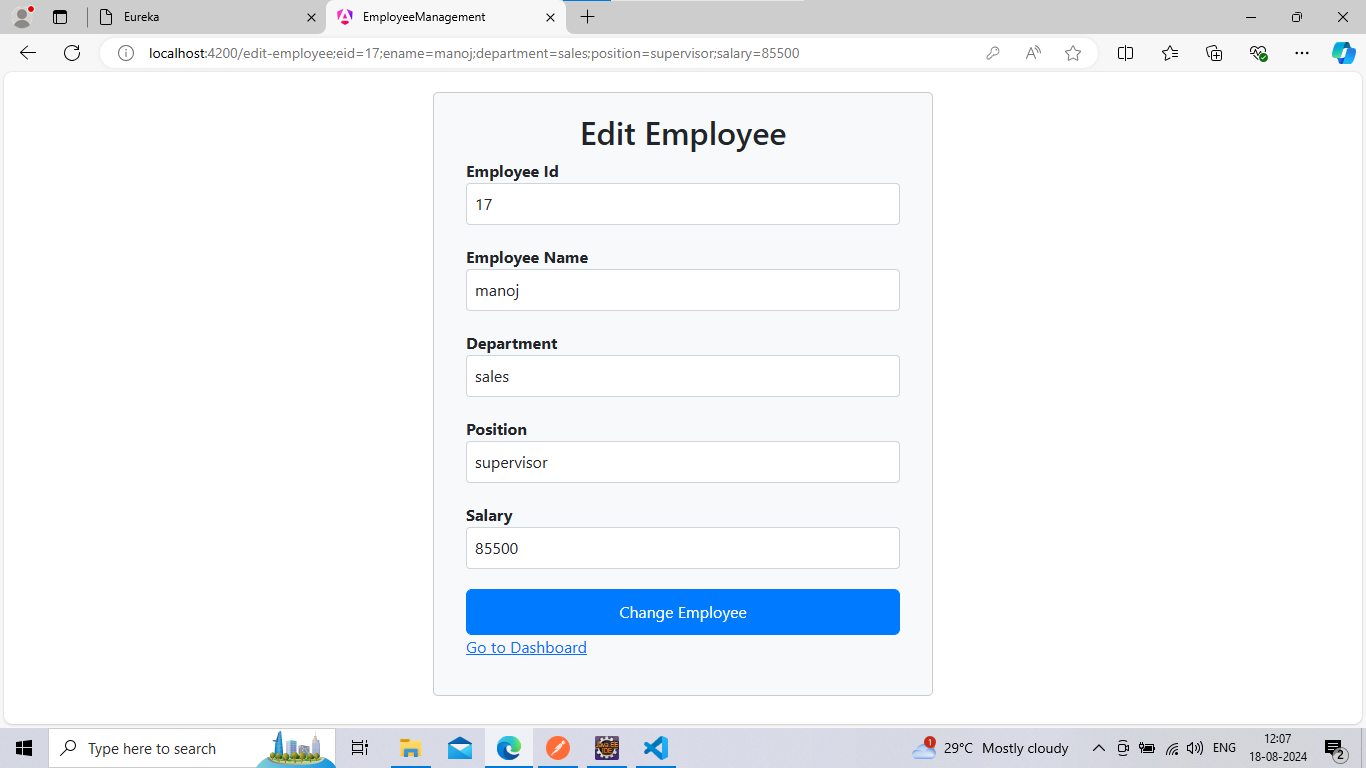 Eureka
EmployeeManagement
localhost:4200/edit-employee;eid=17;ename=manoj;department=sales;position=supervisor;salary=85500
Edit Employee
Employee Id
17
Employee Name
manoj
Department
sales
Position
supervisor
Salary
85500
Change Employee
Go to Dashboard
Type here to search
1
29°C Mostly cloudy
ENG
12:07
18-08-2024
2